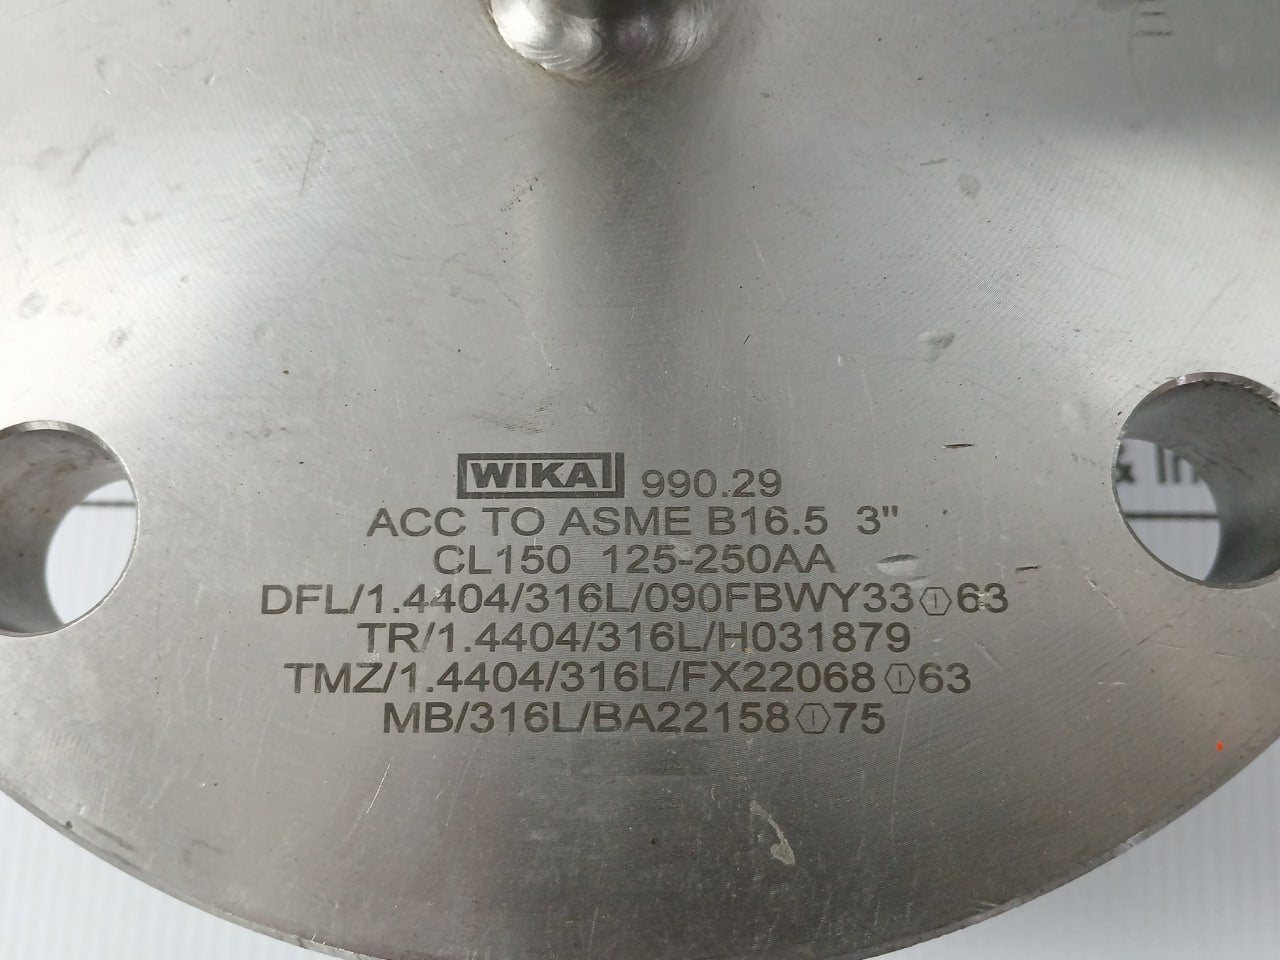 WIKA 990.29
ACC TO ASME B16.5 3"
CL150 125-250AA
DFL/1.4404/316L/090FBWY33 63
TR/1.4404/316L/H031879
TMZ/1.4404/316L/FX22068 63
MB/316L/BA22158 75
& In